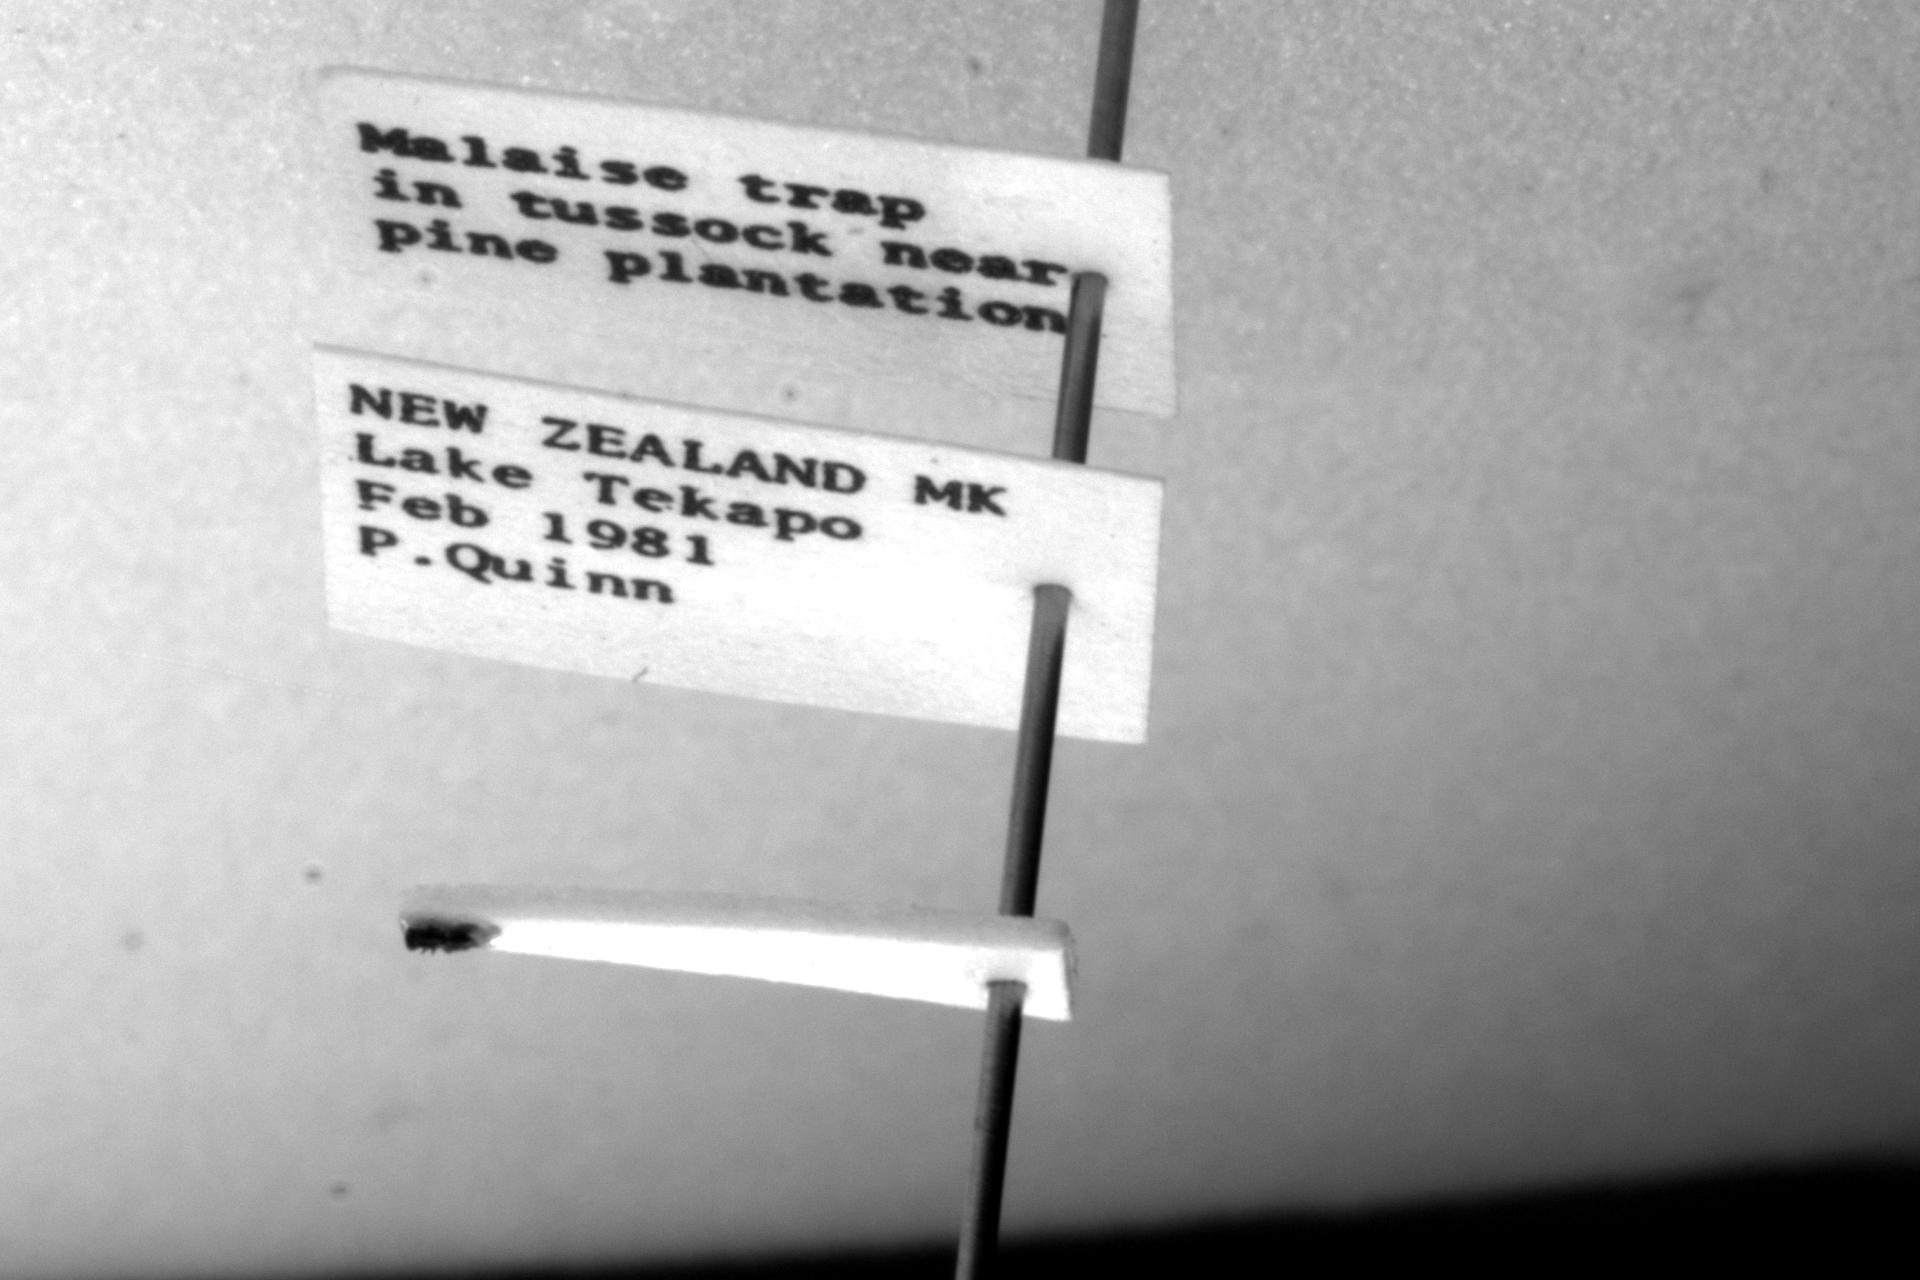 Malaise trap
in tussock near
pine plantation
NEW ZEALAND MK
Lake Tekapo
Feb 1981
P.Quinn